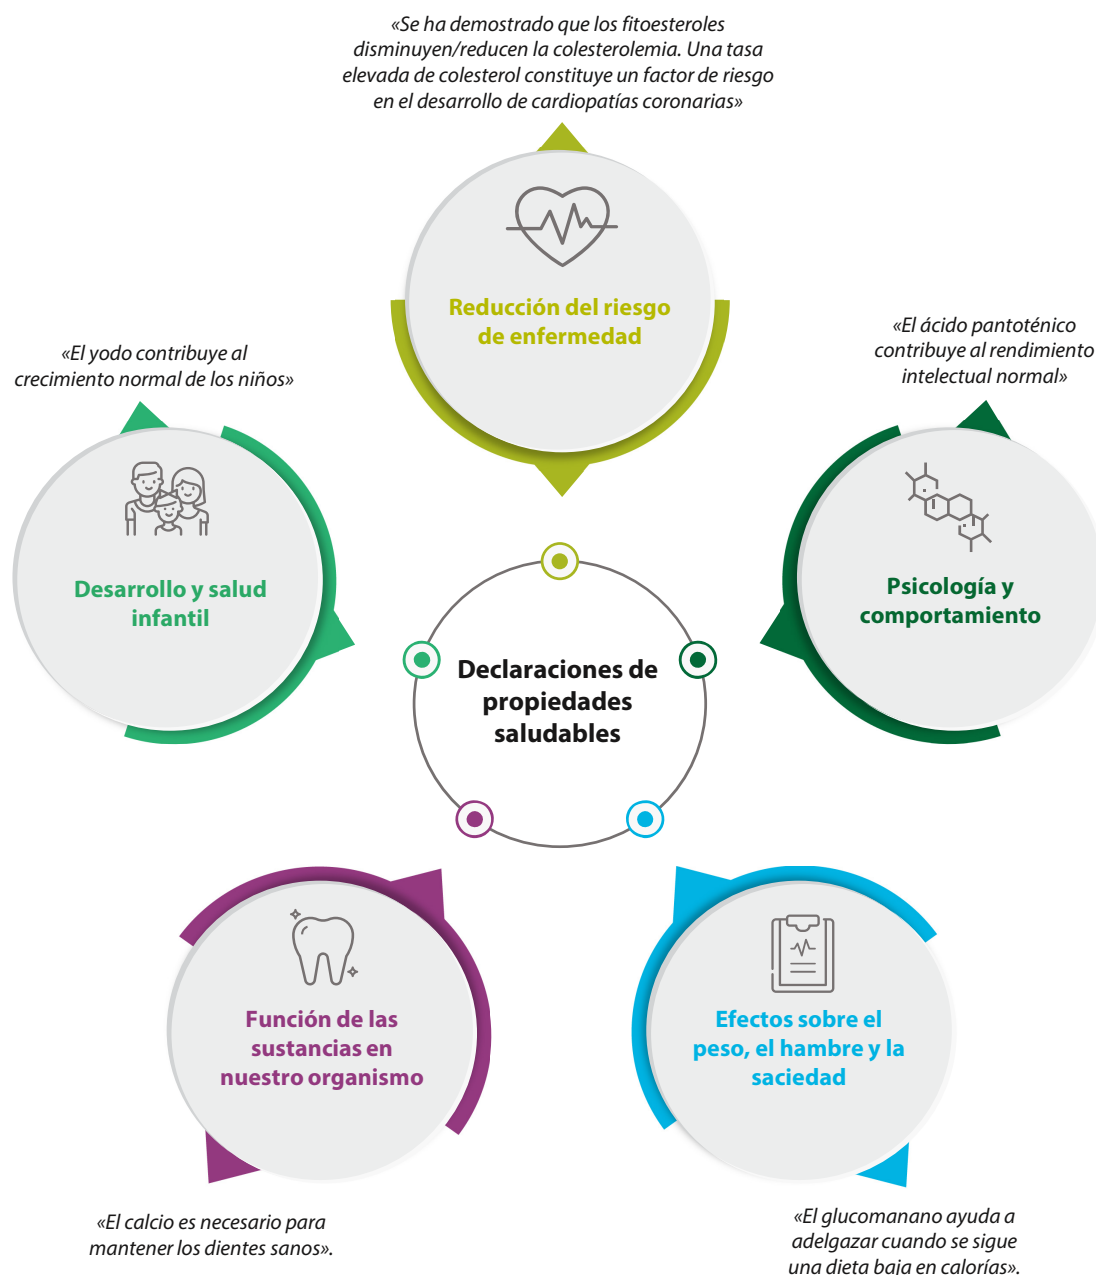 «Se ha demostrado que los fitoesteroles
disminuyen/reducen la colesterolemia. Una tasa
elevada de colesterol constituye un factor de riesgo
en el desarrollo de cardiopatías coronarias»
Reducción del riesgo
de enfermedad
«El yodo contribuye al
crecimiento normal de los niños»
Desarrollo y salud
infantil
«El ácido pantoténico
contribuye al rendimiento
intelectual normal»
Psicología y
comportamiento
Declaraciones de
propiedades
saludables
Función de las
sustancias en
nuestro organismo
«El calcio es necesario para
mantener los dientes sanos».
Efectos sobre el
peso, el hambre y la
saciedad
«El glucomanano ayuda a
adelgazar cuando se sigue
una dieta baja en calorías».